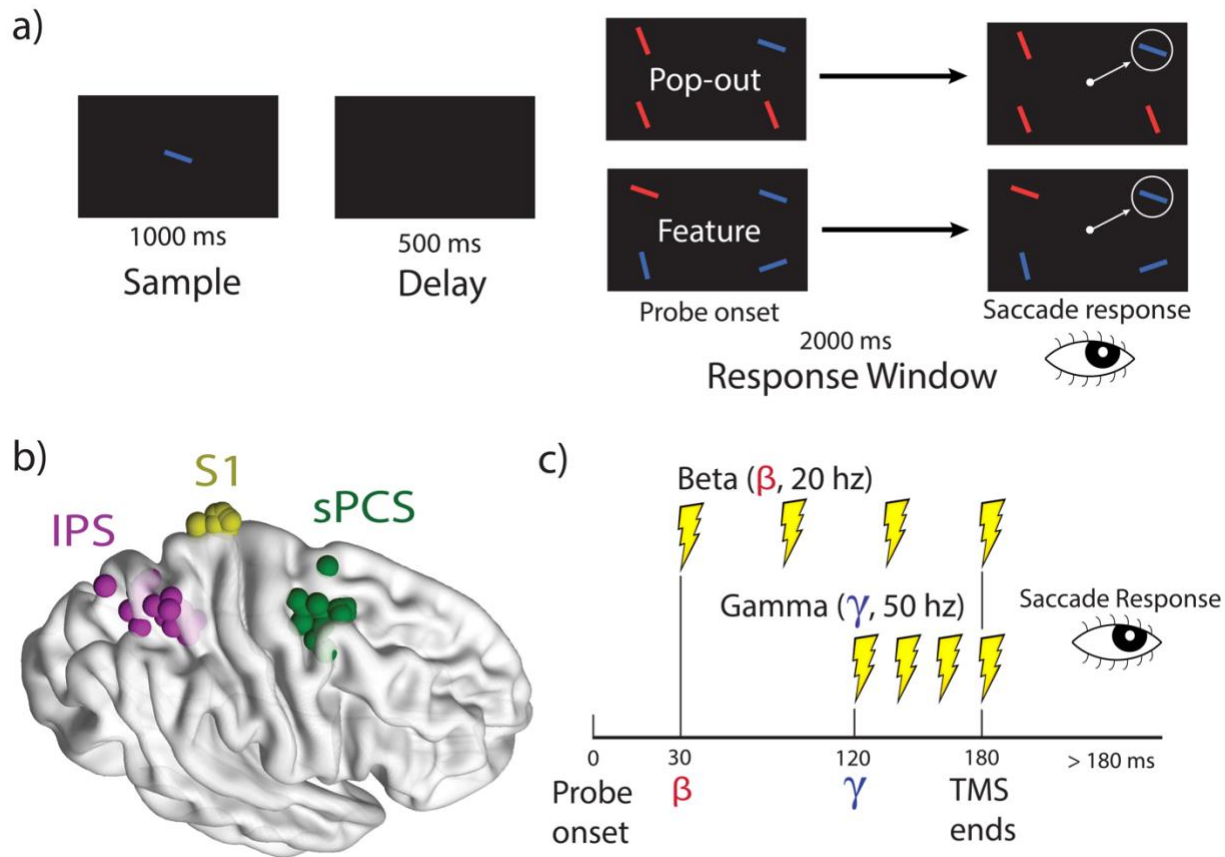 a)
1000 ms
Sample
500 ms
Delay
Pop-out
Feature
Probe onset
Saccade response
2000 ms
Response Window
b)
S1
IPS
sPCS
c)
Beta (β, 20 hz)
Gamma (γ, 50 hz)
Saccade Response
0
30
120
180
> 180 ms
Probe
onset
β
γ
TMS
ends